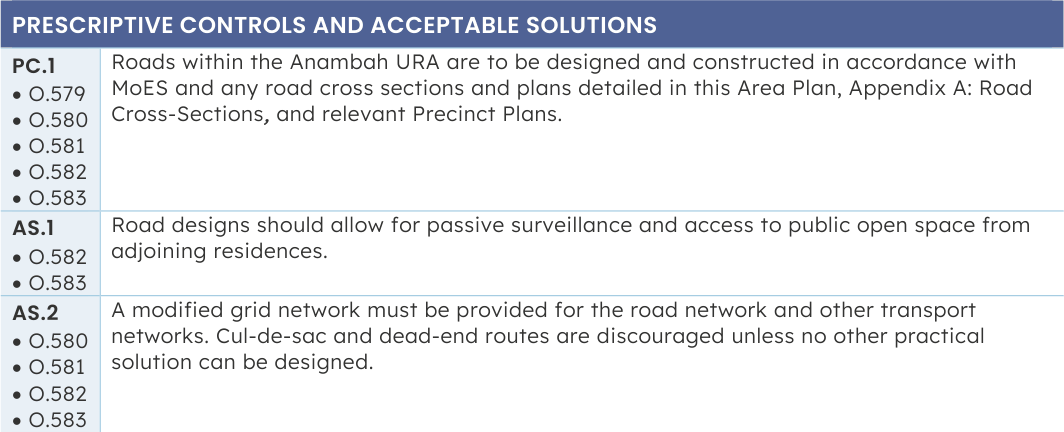 PRESCRIPTIVE CONTROLS AND ACCEPTABLE SOLUTIONS
PC.1
• O.579
• O.580
• O.581
• O.582
• O.583
Roads within the Anambah URA are to be designed and constructed in accordance with
MoES and any road cross sections and plans detailed in this Area Plan, Appendix A: Road
Cross-Sections, and relevant Precinct Plans.
AS.1
• O.582
• O.583
Road designs should allow for passive surveillance and access to public open space from
adjoining residences.
AS.2
• O.580
• O.581
• O.582
• O.583
A modified grid network must be provided for the road network and other transport
networks. Cul-de-sac and dead-end routes are discouraged unless no other practical
solution can be designed.